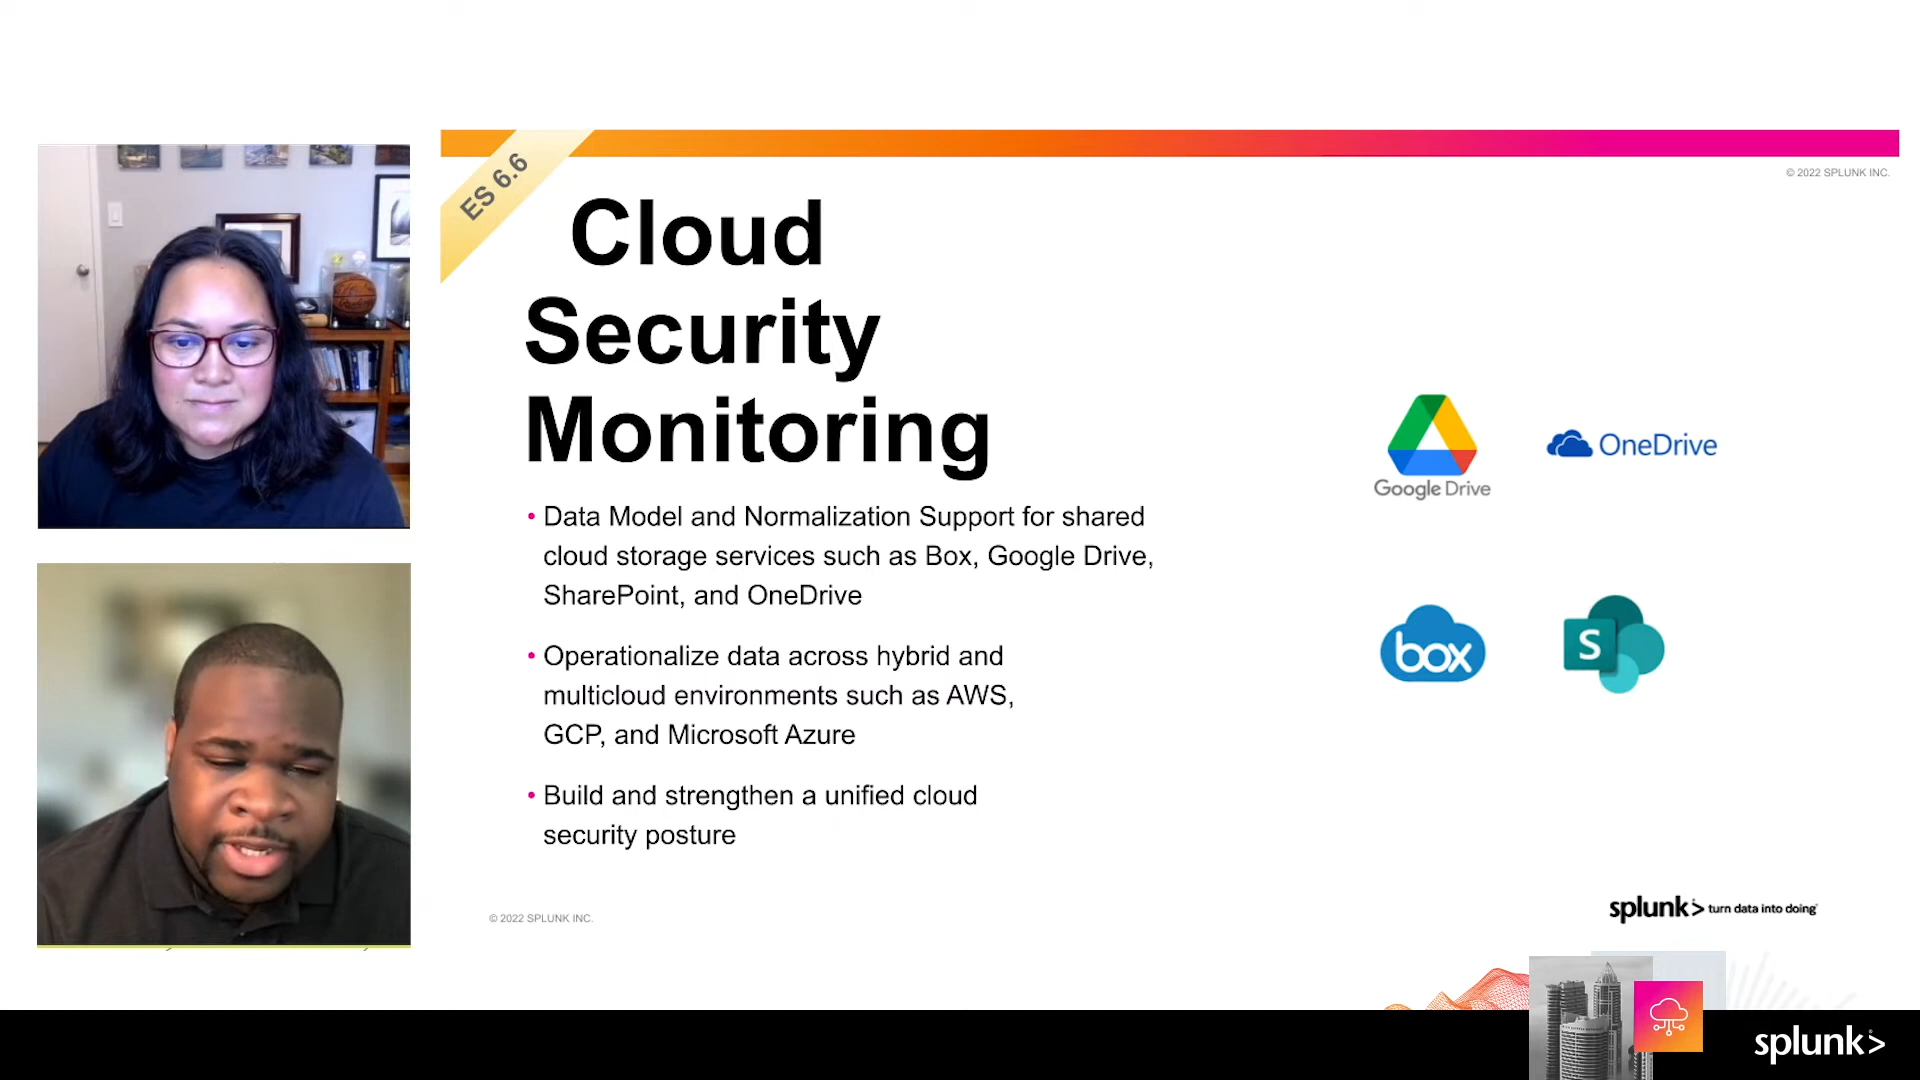 © 2022 SPLUNK INC.
ES 6.6
Cloud
Security
Monitoring
• Data Model and Normalization Support for shared
cloud storage services such as Box, Google Drive,
SharePoint, and OneDrive
• Operationalize data across hybrid and
multicloud environments such as AWS,
GCP, and Microsoft Azure
• Build and strengthen a unified cloud
security posture
Google Drive
OneDrive
box
S
© 2022 SPLUNK INC.
splunk> turn data into doing
splunk>